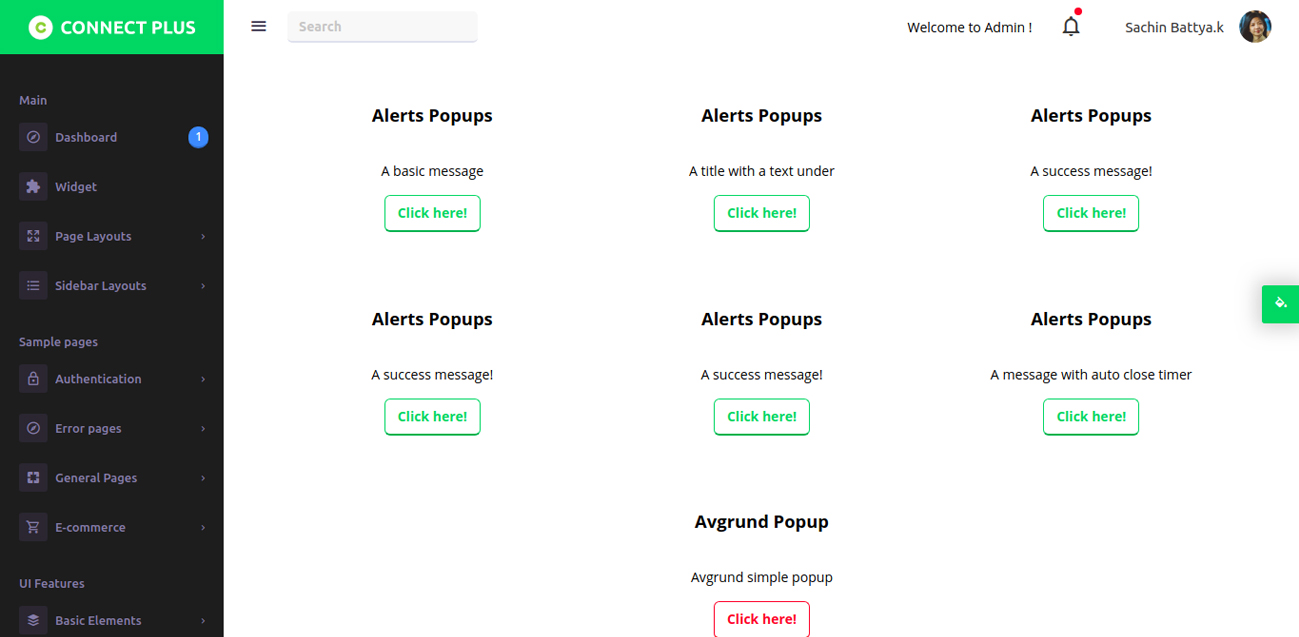 CONNECT PLUS
Search
Welcome to Admin !
Sachin Battya.k
Main
Dashboard
1
Widget
Page Layouts
Sidebar Layouts
Sample pages
Authentication
Error pages
General Pages
E-commerce
UI Features
Basic Elements
Alerts Popups
A basic message
Click here!
Alerts Popups
A title with a text under
Click here!
Alerts Popups
A success message!
Click here!
Alerts Popups
A success message!
Click here!
Alerts Popups
A success message!
Click here!
Alerts Popups
A message with auto close timer
Click here!
Avgrund Popup
Avgrund simple popup
Click here!